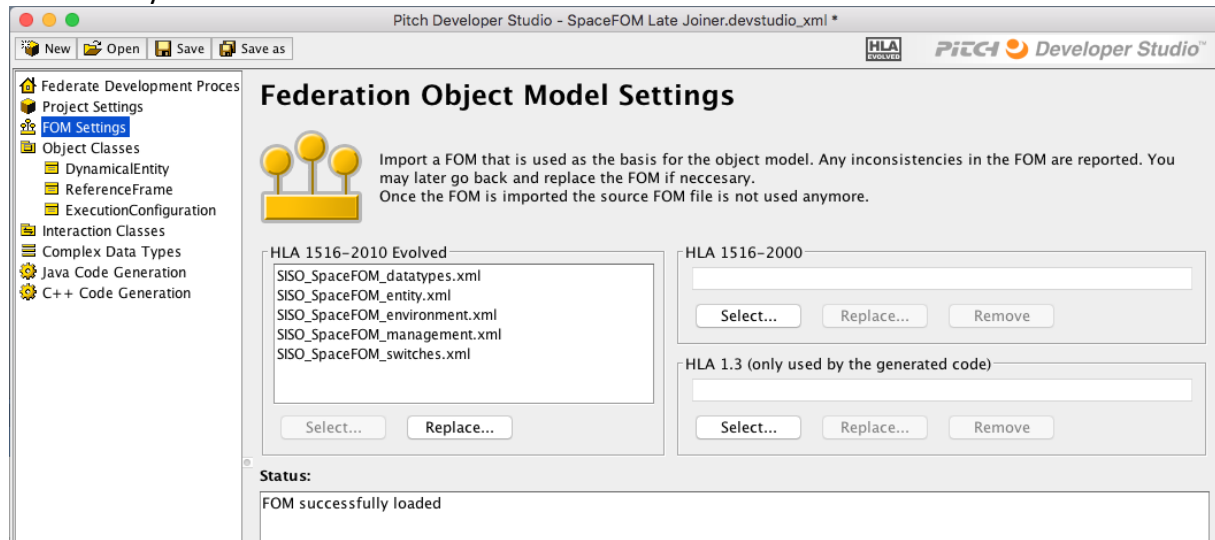 Pitch Developer Studio - SpaceFOM Late Joiner.devstudio_xml *
New Open Save Save as HLA EVOLVED PITCH Developer Studio™
Federate Development Proces
Project Settings
FOM Settings
Object Classes
DynamicalEntity
ReferenceFrame
ExecutionConfiguration
Interaction Classes
Complex Data Types
Java Code Generation
C++ Code Generation
Federation Object Model Settings
Import a FOM that is used as the basis for the object model. Any inconsistencies in the FOM are reported. You
may later go back and replace the FOM if neccesary.
Once the FOM is imported the source FOM file is not used anymore.
HLA 1516-2010 Evolved
SISO_SpaceFOM_datatypes.xml
SISO_SpaceFOM_entity.xml
SISO_SpaceFOM_environment.xml
SISO_SpaceFOM_management.xml
SISO_SpaceFOM_switches.xml
Select... Replace...
HLA 1516-2000
Select... Replace... Remove
HLA 1.3 (only used by the generated code)
Select... Replace... Remove
Status:
FOM successfully loaded